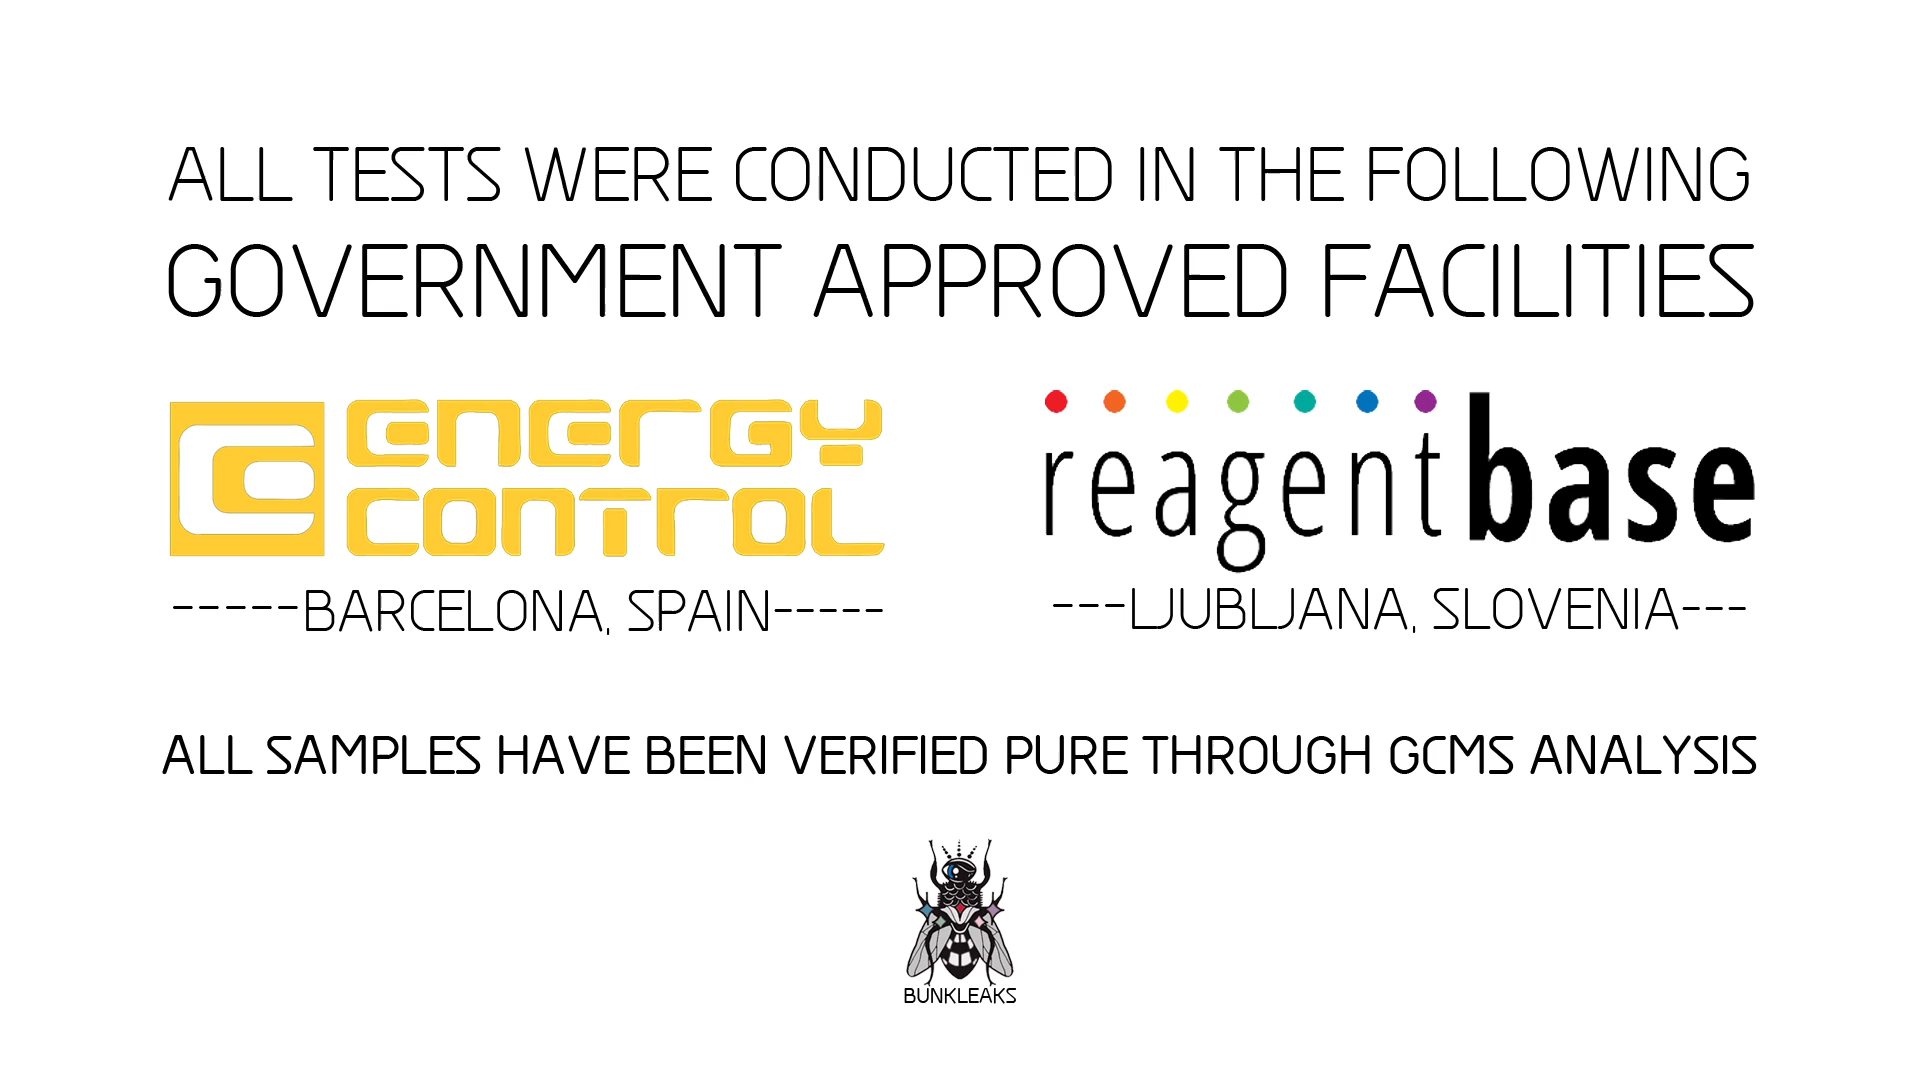 ALL TESTS WERE CONDUCTED IN THE FOLLOWING
GOVERNMENT APPROVED FACILITIES
energy
control
reagentbase
-----BARCELONA, SPAIN-----
---LJUBLJANA, SLOVENIA---
ALL SAMPLES HAVE BEEN VERIFIED PURE THROUGH GCMS ANALYSIS
BUNKLEAKS